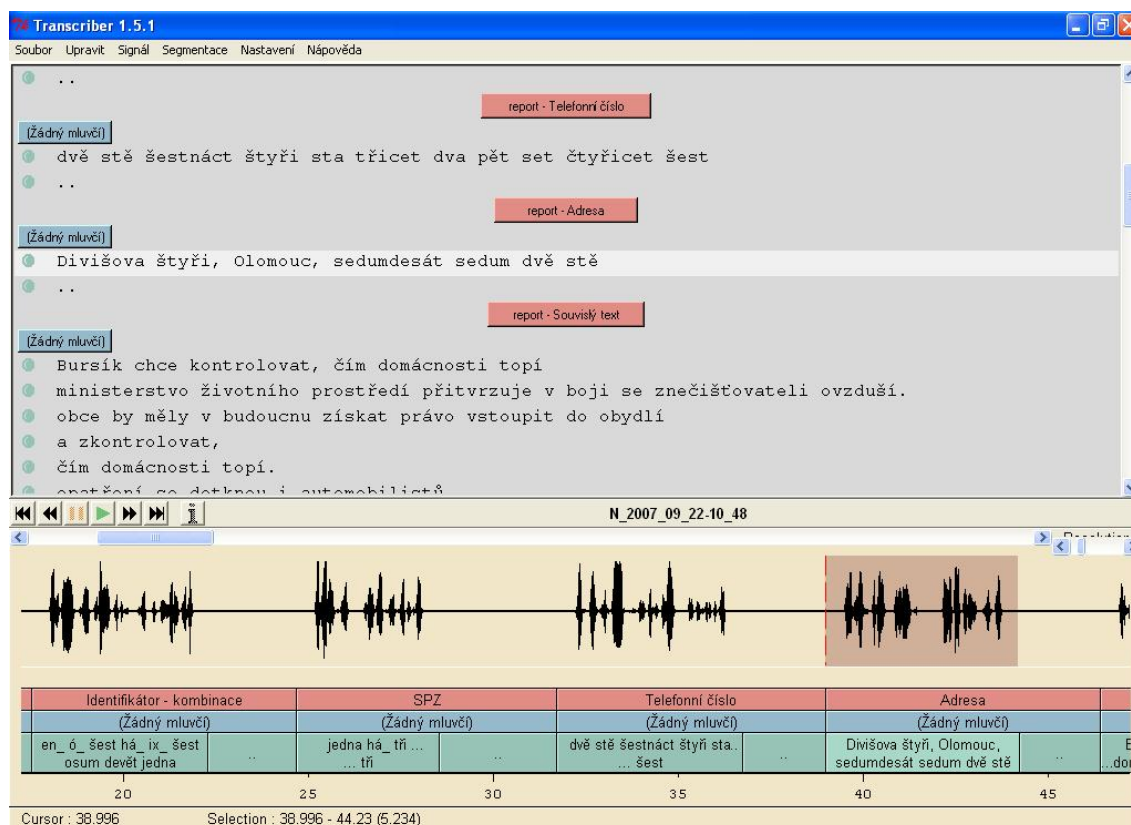 Transcriber 1.5.1
Soubor Upravit Signál Segmentace Nastavení Nápověda
..
report - Telefonní číslo
(Žádný mluvčí)
dvě stě šestnáct štyři sta třicet dva pět set čtyřicet šest
..
report - Adresa
(Žádný mluvčí)
Divišova štyři, Olomouc, sedumdesát sedum dvě stě
..
report - Souvislý text
(Žádný mluvčí)
Bursík chce kontrolovat, čím domácnosti topí
ministerstvo životního prostředí přitvrzuje v boji se znečišťovateli ovzduší.
obce by měly v budoucnu získat právo vstoupit do obydlí
a zkontrolovat,
čím domácnosti topí.
opatření se dotknou i automobilistů
N_2007_09_22-10_48
Resolution
Identifikátor - kombinace SPZ Telefonní číslo Adresa
(Žádný mluvčí) (Žádný mluvčí) (Žádný mluvčí) (Žádný mluvčí)
en_ ó_ šest há_ ix_ šest .. jedna há_ tři ... .. dvě stě šestnáct štyři sta.. .. Divišova štyři, Olomouc, ..
osum devět jedna ... tři ... šest sedumdesát sedum dvě stě
20 25 30 35 40 45
Cursor : 38.996 Selection : 38.996 - 44.23 (5.234)